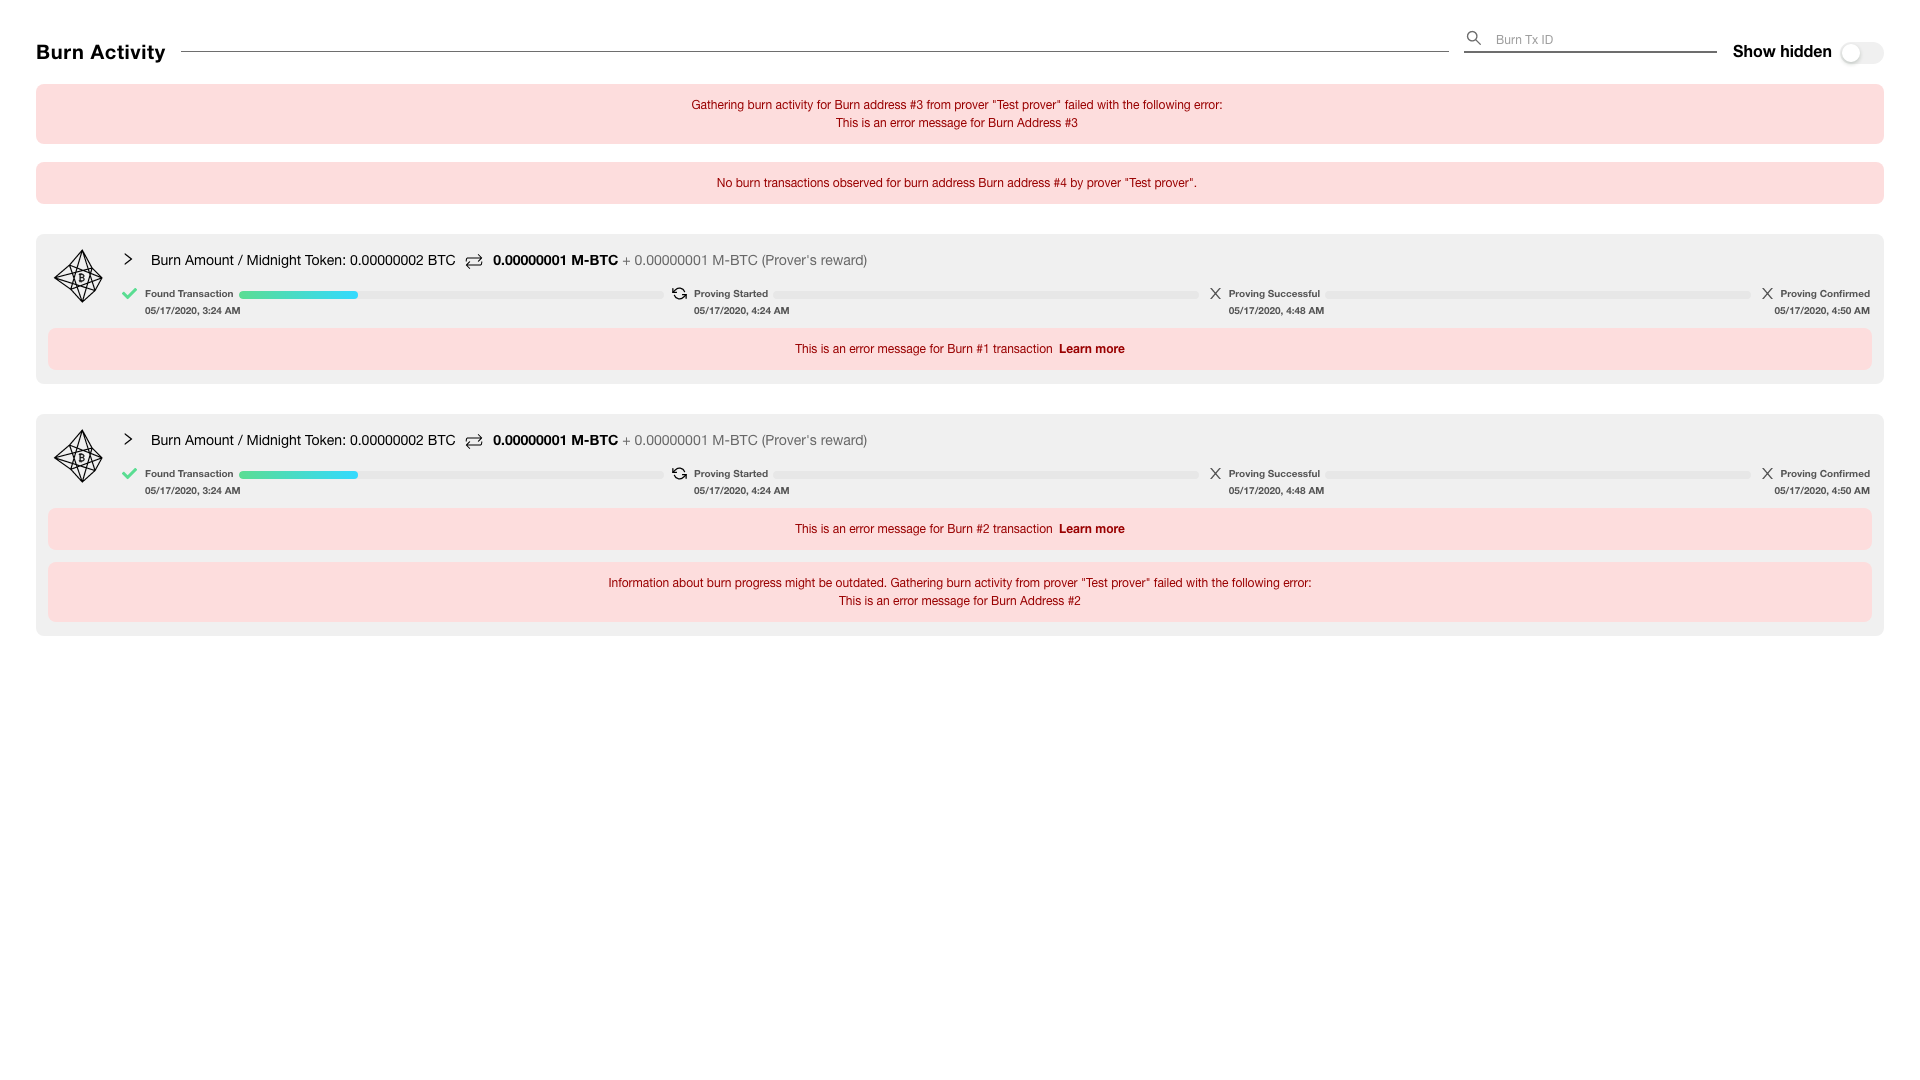 Burn Activity
Burn Tx ID
Show hidden
Gathering burn activity for Burn address #3 from prover "Test prover" failed with the following error:
This is an error message for Burn Address #3
No burn transactions observed for burn address Burn address #4 by prover "Test prover".
Burn Amount / Midnight Token: 0.00000002 BTC 0.00000001 M-BTC + 0.00000001 M-BTC (Prover's reward)
Found Transaction Proving Started Proving Successful Proving Confirmed
05/17/2020, 3:24 AM 05/17/2020, 4:24 AM 05/17/2020, 4:48 AM 05/17/2020, 4:50 AM
This is an error message for Burn #1 transaction Learn more
Burn Amount / Midnight Token: 0.00000002 BTC 0.00000001 M-BTC + 0.00000001 M-BTC (Prover's reward)
Found Transaction Proving Started Proving Successful Proving Confirmed
05/17/2020, 3:24 AM 05/17/2020, 4:24 AM 05/17/2020, 4:48 AM 05/17/2020, 4:50 AM
This is an error message for Burn #2 transaction Learn more
Information about burn progress might be outdated. Gathering burn activity from prover "Test prover" failed with the following error:
This is an error message for Burn Address #2